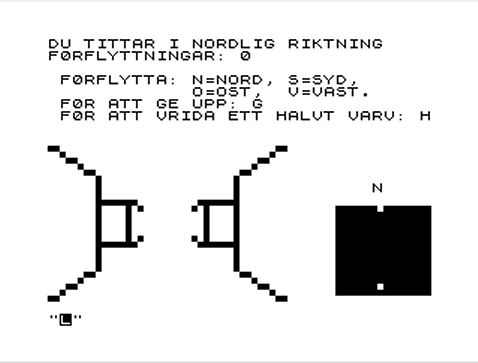 DU TITTAR I NORDLIG RIKTNING
FØRFLYTTNINGAR: 0
FØRFLYTTA: N=NORD, S=SYD,
O=OST, V=VAST.
FØR ATT GE UPP: G
FØR ATT VRIDA ETT HALVT VARV: H
N
"L"